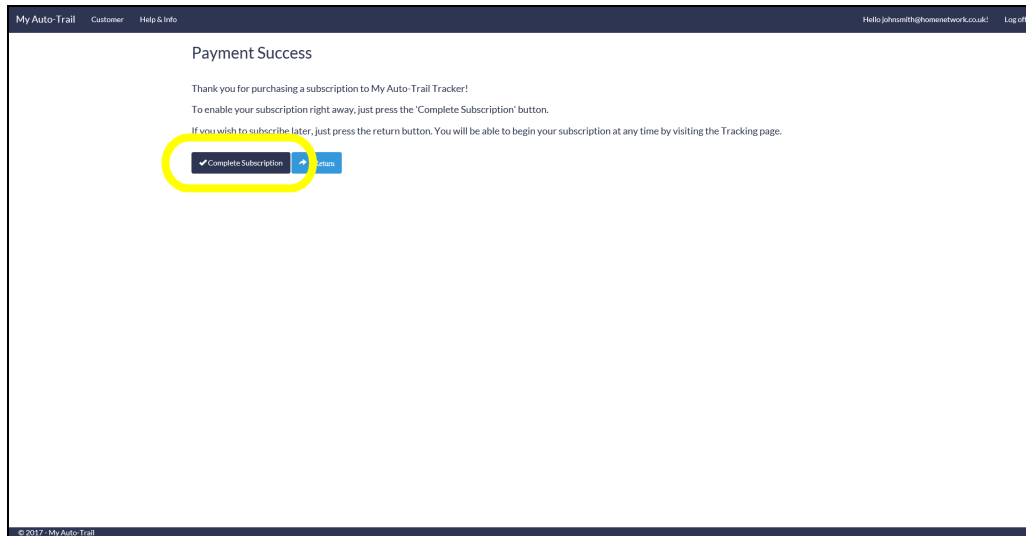 My Auto-Trail Customer Help & Info Hello johnsmith@homenetwork.co.uk! Log off
Payment Success
Thank you for purchasing a subscription to My Auto-Trail Tracker!
To enable your subscription right away, just press the 'Complete Subscription' button.
If you wish to subscribe later, just press the return button. You will be able to begin your subscription at any time by visiting the Tracking page.
Complete Subscription Return
© 2017 - My Auto-Trail